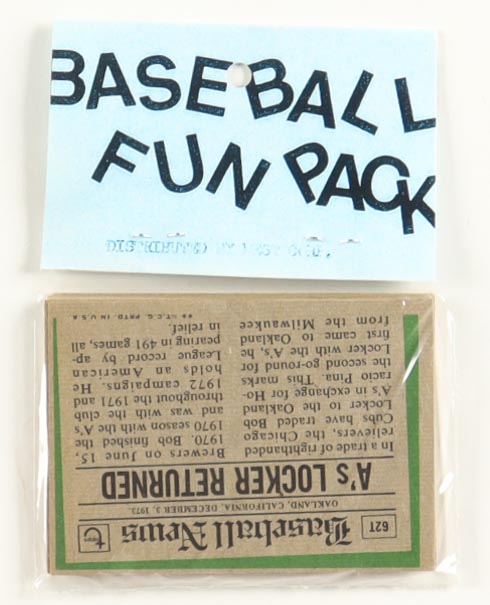 BASEBALL
FUN PACK
DISTRIBUTED BY
62T
Baseball News
topps
OAKLAND, CALIFORNIA, DECEMBER 3, 1973
A's LOCKER RETURNED
In a trade of righthanded
relievers, the Chicago
Cubs have traded Bob
Locker to the Oakland
A's in exchange for Ho-
racio Pina. This marks
the second go-round for
Locker with the A's, he
first came to Oakland
from the Milwaukee
Brewers on June 15,
1970. Bob finished the
1970 season with the A's
and was with the club
throughout the 1971 and
1972 campaigns. He
holds an American
League record by ap-
pearing in 491 games, all
in relief.
T.C.G. PRTD. IN U.S.A.